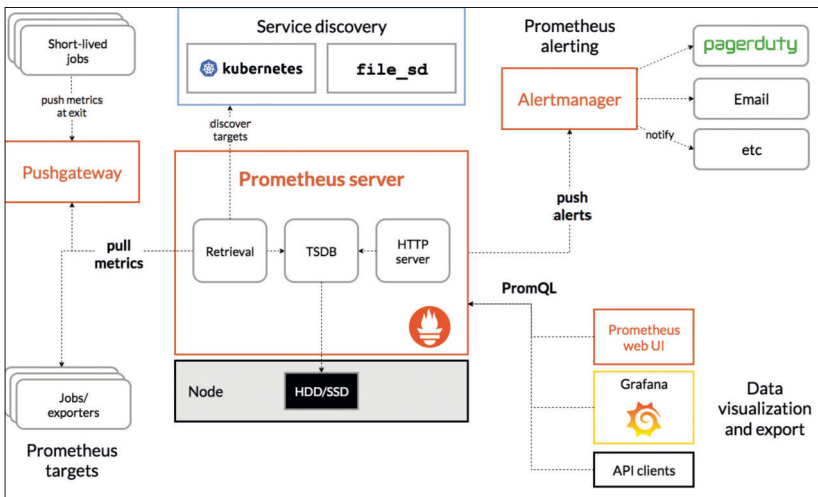 Short-lived
jobs
push metrics
at exit
Pushgateway
pull
metrics
Jobs/
exporters
Prometheus
targets
Service discovery
kubernetes
file_sd
discover
targets
Prometheus server
Retrieval
TSDB
HTTP
server
Node
HDD/SSD
Prometheus
alerting
Alertmanager
pagerduty
Email
etc
notify
push
alerts
PromQL
Prometheus
web UI
Grafana
API clients
Data
visualization
and export